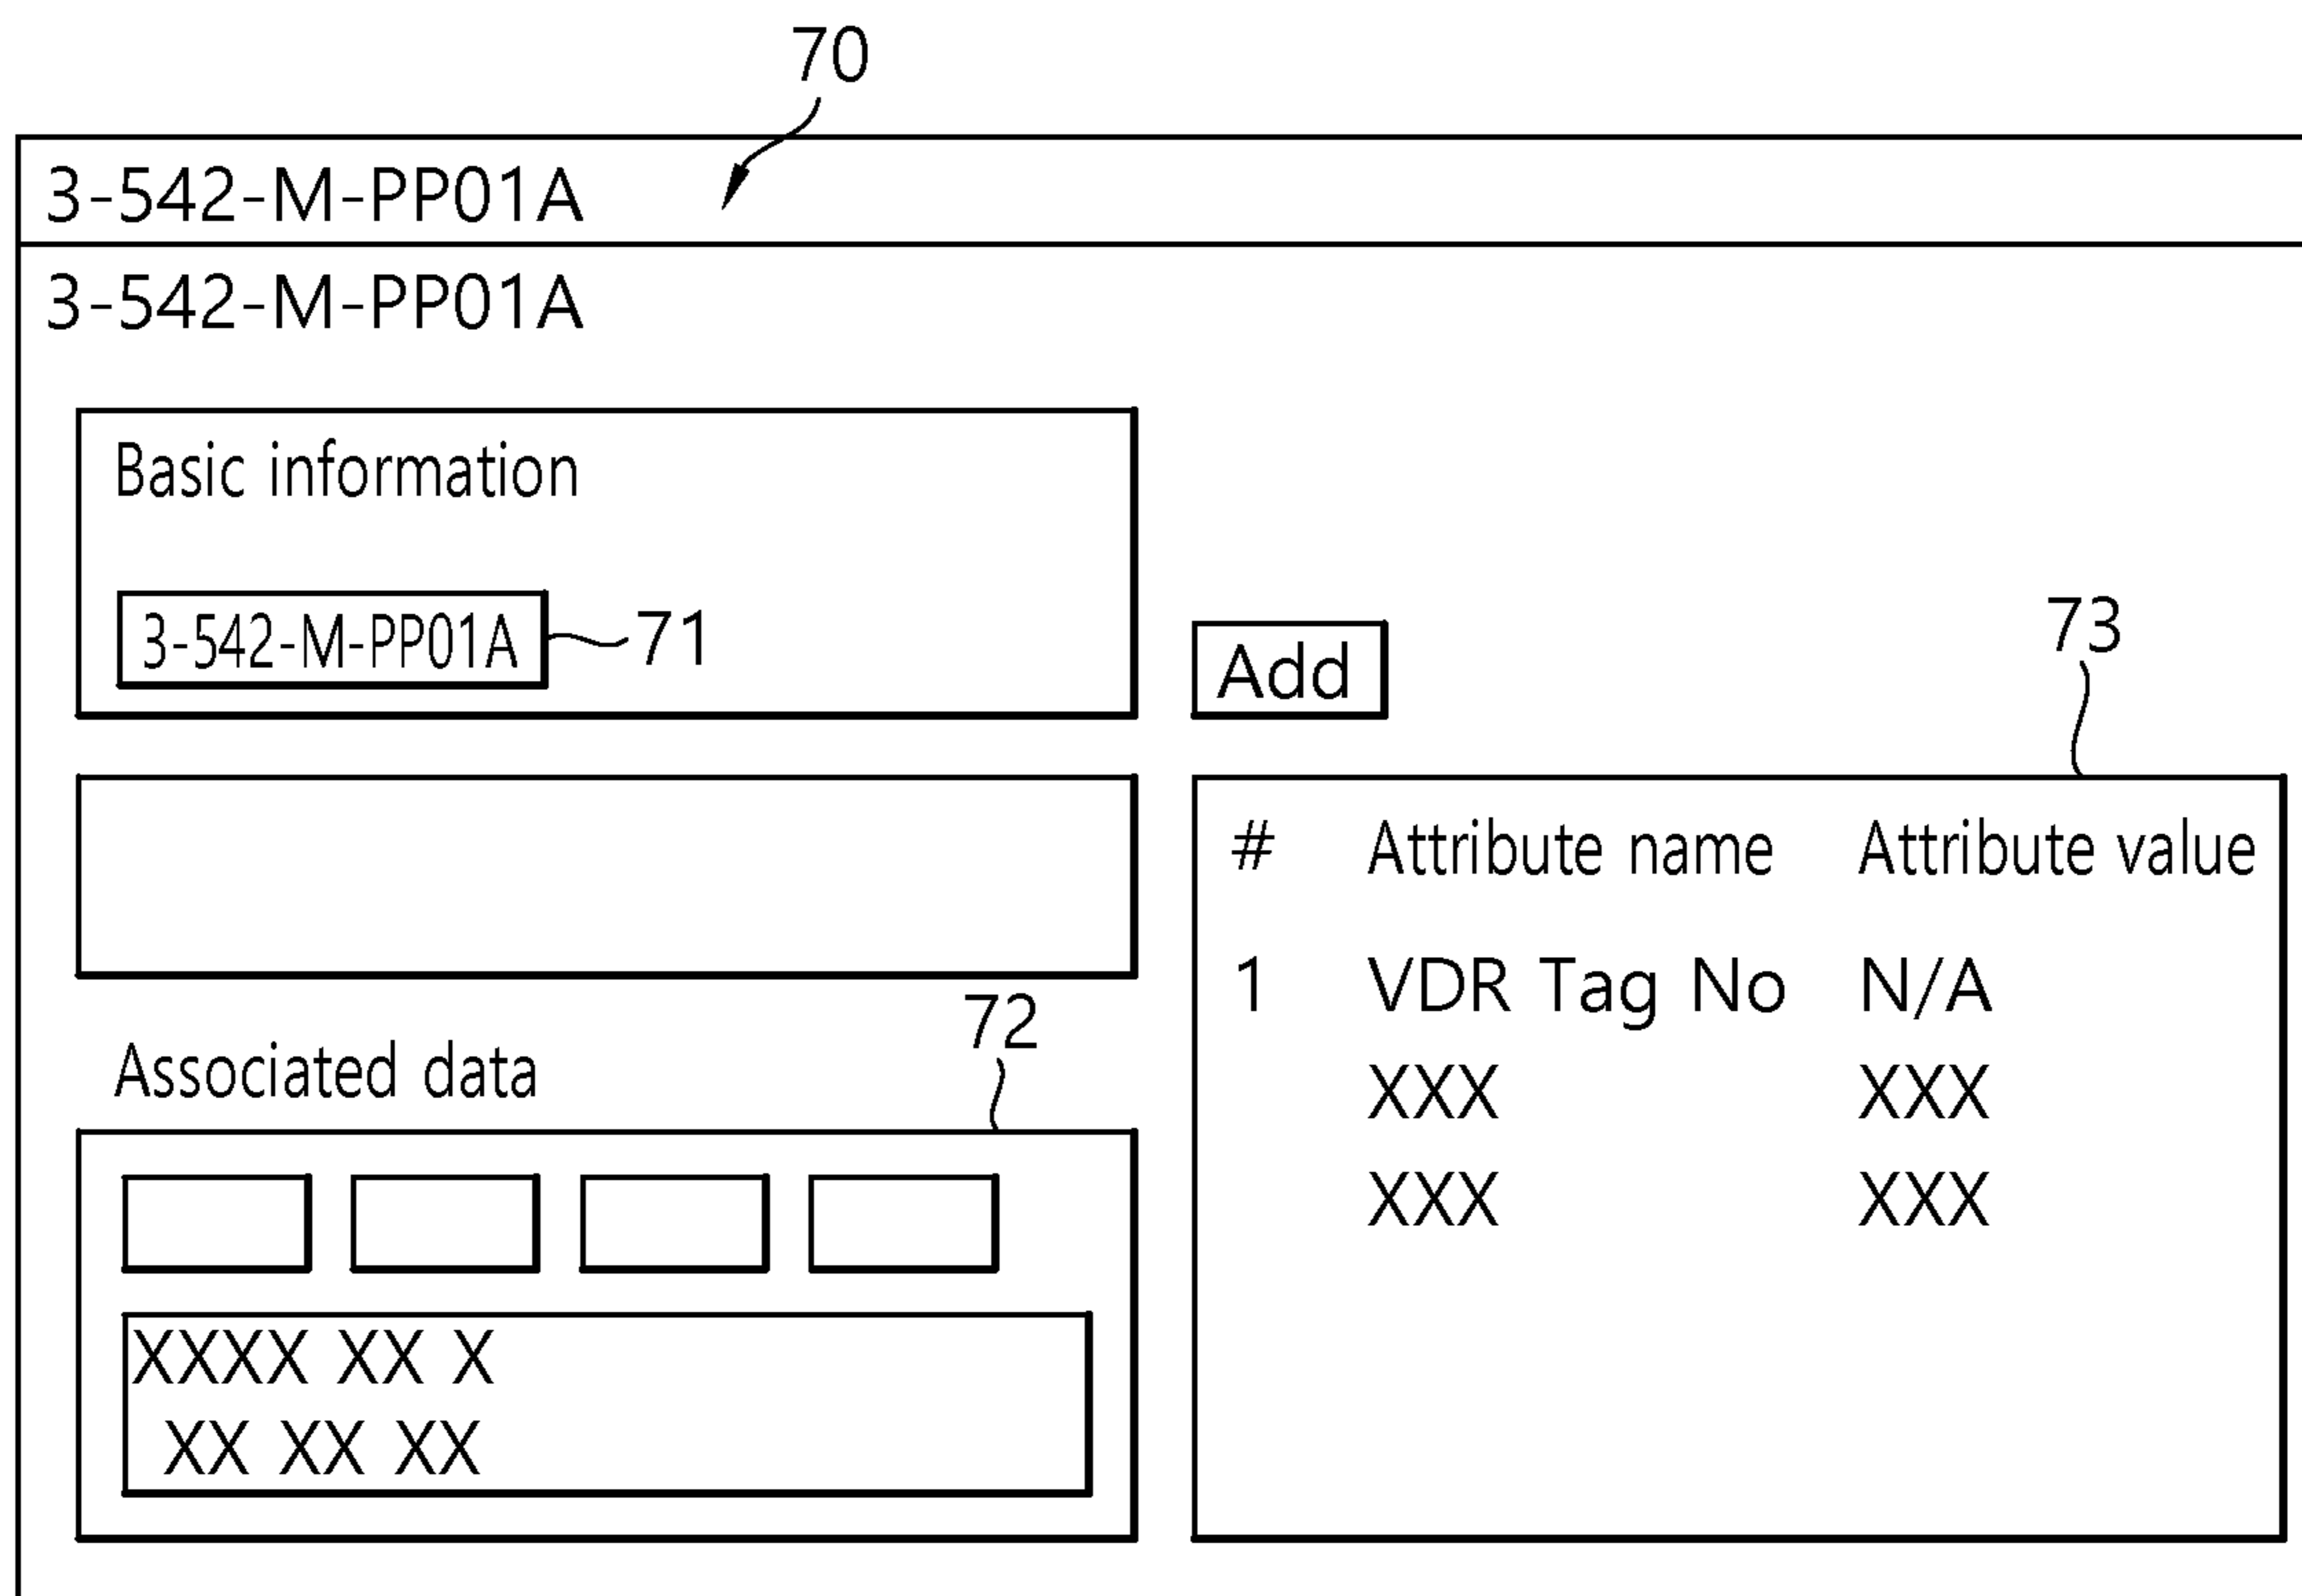 70
3-542-M-PP01A
3-542-M-PP01A
Basic information
3-542-M-PP01A
71
Add
73
# Attribute name Attribute value
1 VDR Tag No N/A
XXX XXX
XXX XXX
72
Associated data
XXXX XX X
XX XX XX